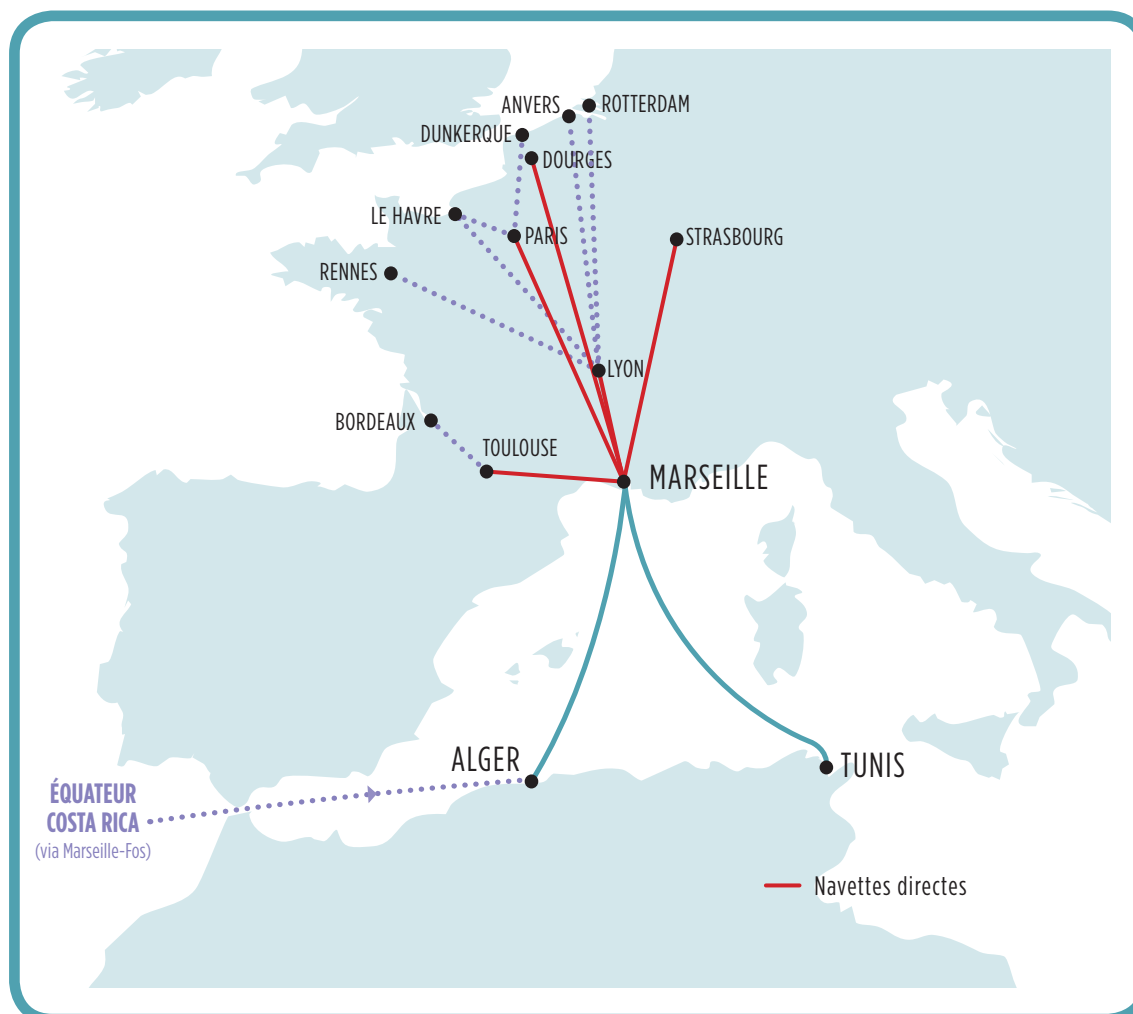 ANVERS
ROTTERDAM
DUNKERQUE
DOURGES
LE HAVRE
PARIS
STRASBOURG
RENNES
LYON
BORDEAUX
TOULOUSE
MARSEILLE
ALGER
TUNIS
ÉQUATEUR
COSTA RICA
(via Marseille-Fos)
Navettes directes